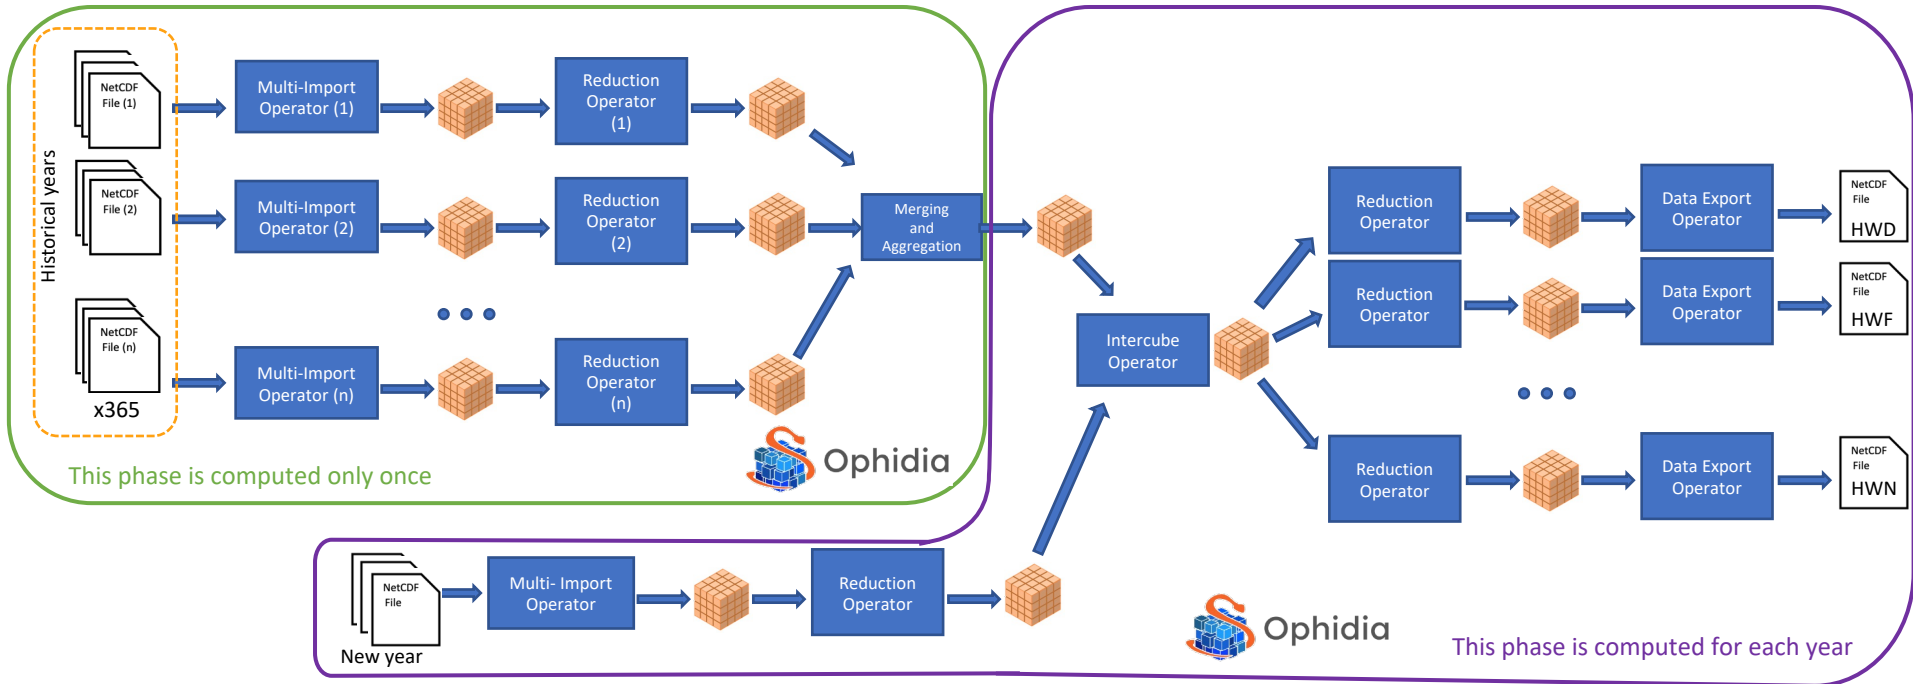 Historical years
NetCDF
File (1)
Multi-Import
Operator (1)
Reduction
Operator
(1)
NetCDF
File (2)
Multi-Import
Operator (2)
Reduction
Operator
(2)
NetCDF
File (n)
x365
Multi-Import
Operator (n)
Reduction
Operator
(n)
Merging
and
Aggregation
Ophidia
This phase is computed only once
NetCDF
File
New year
Multi- Import
Operator
Reduction
Operator
Intercube
Operator
Reduction
Operator
Data Export
Operator
NetCDF
File
HWD
Reduction
Operator
Data Export
Operator
NetCDF
File
HWF
Reduction
Operator
Data Export
Operator
NetCDF
File
HWN
Ophidia
This phase is computed for each year